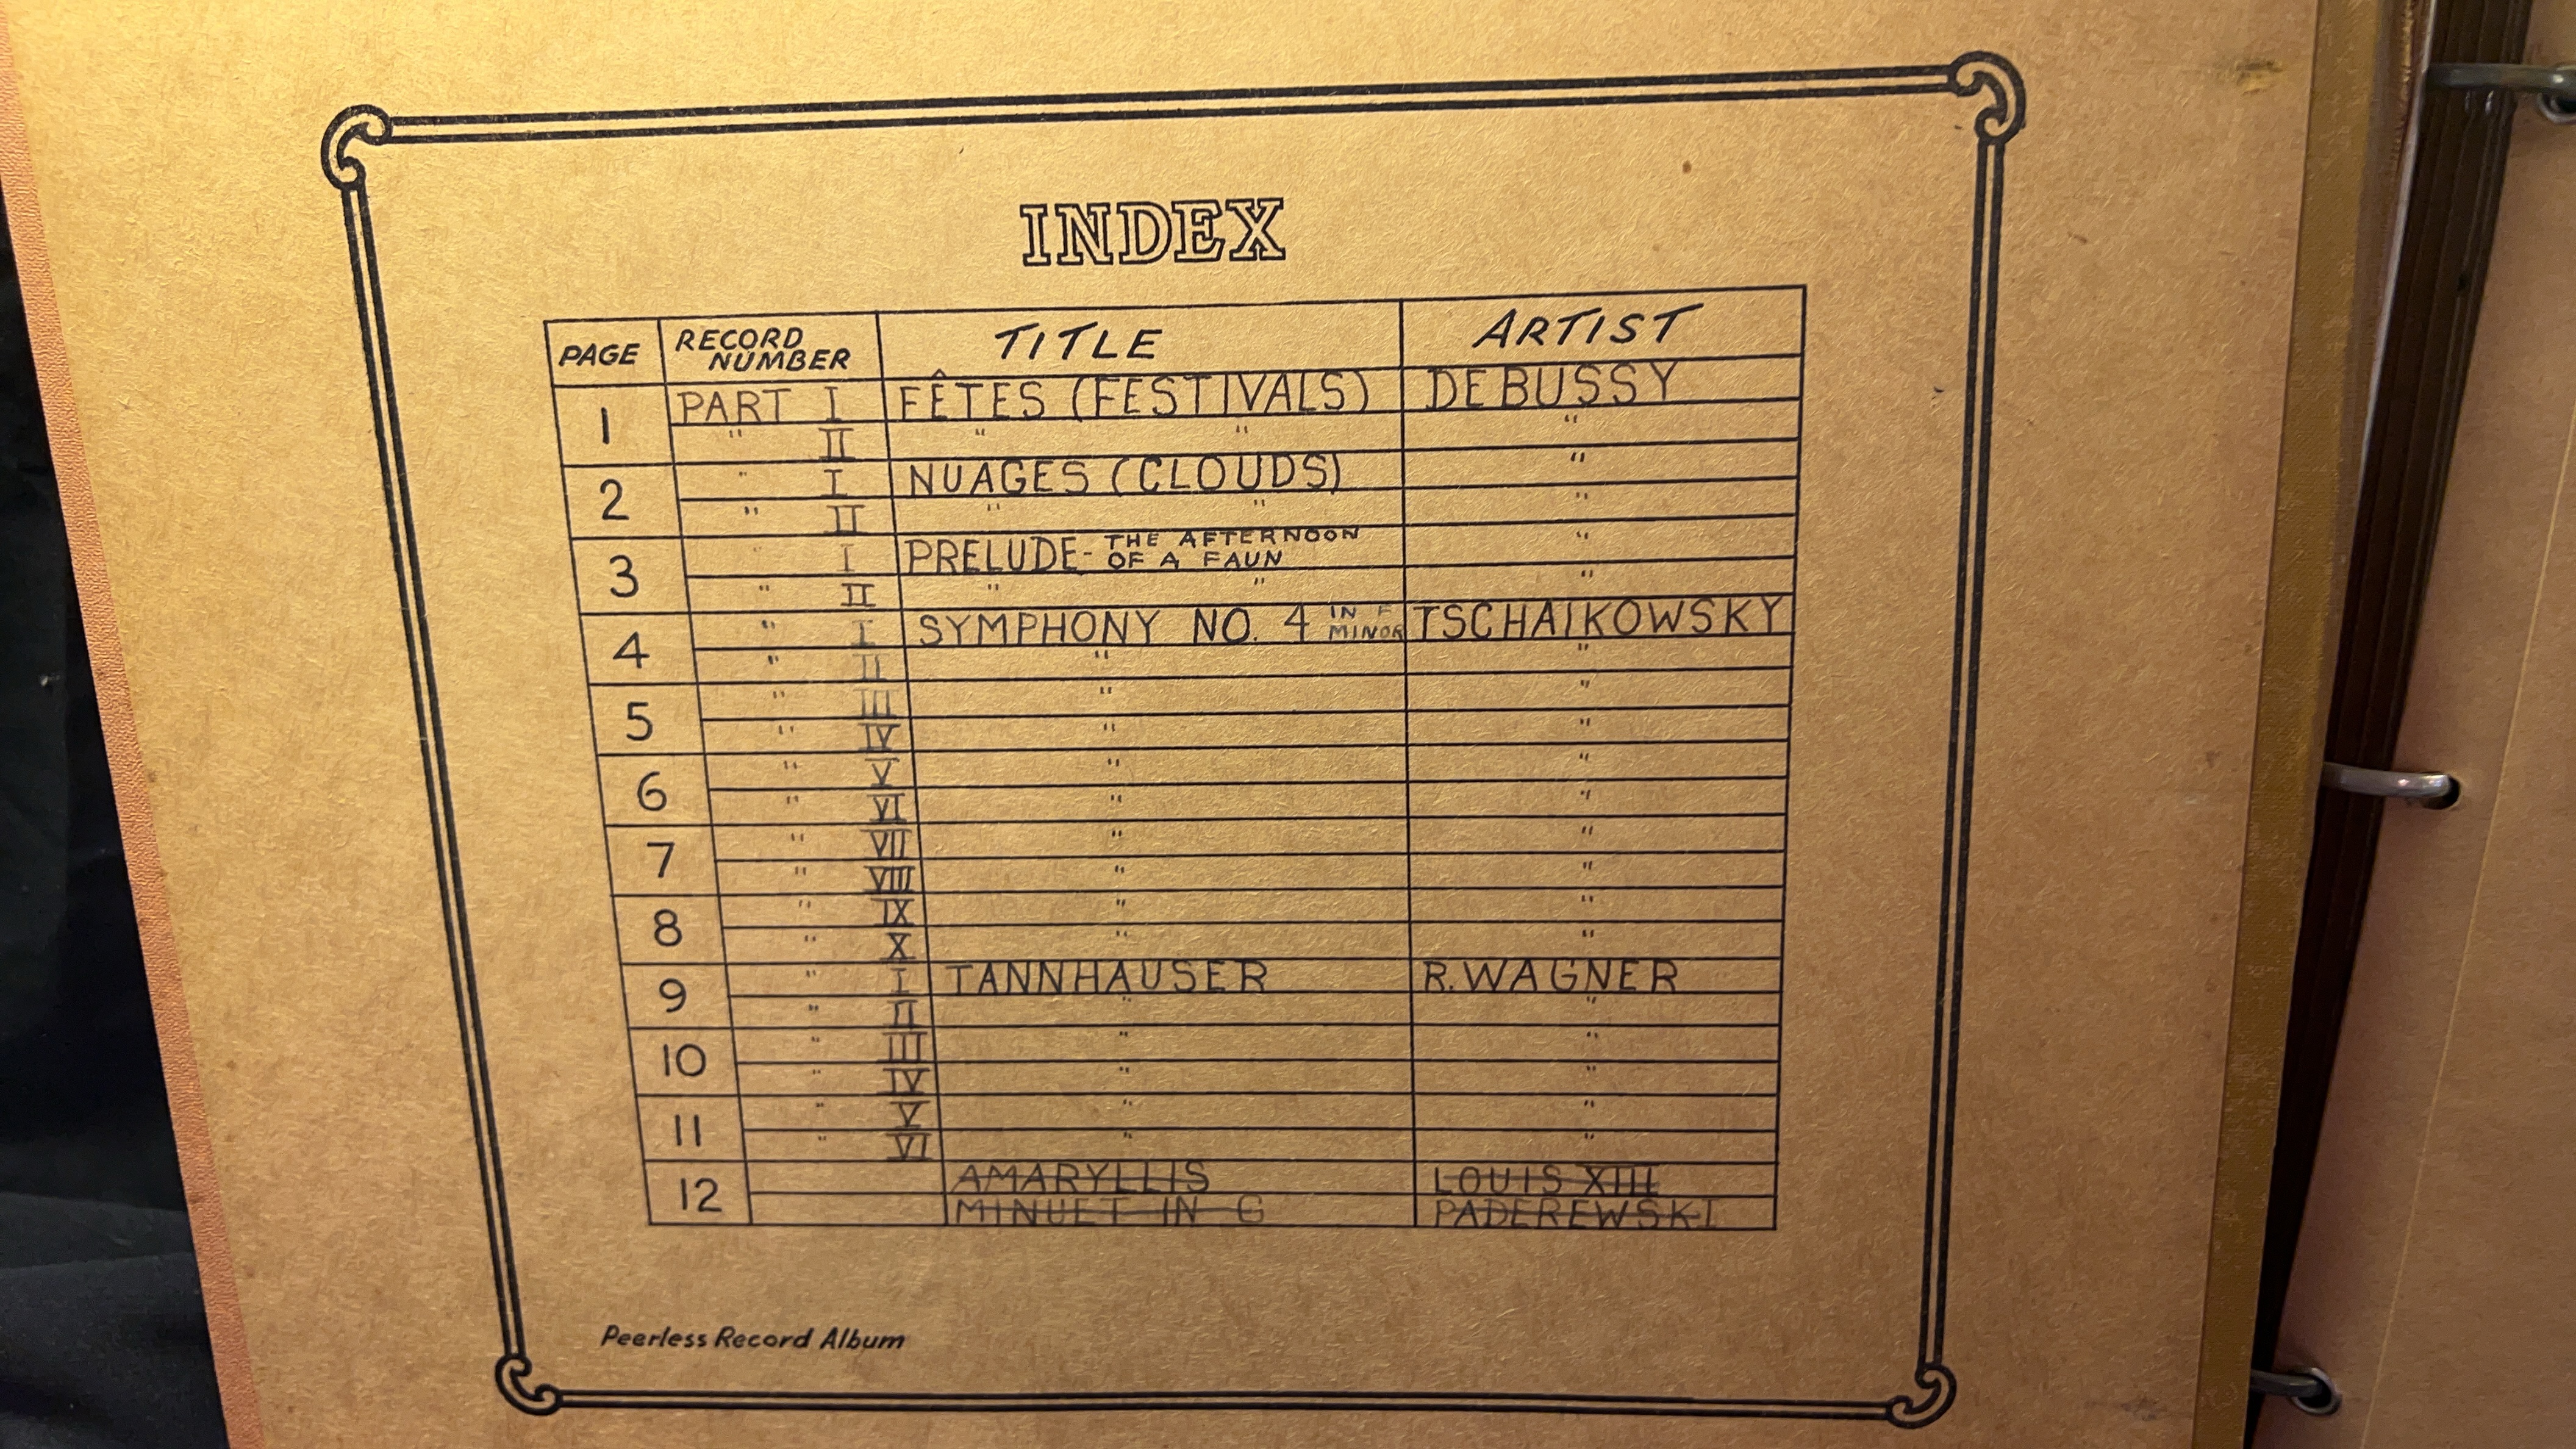 INDEX
PAGE RECORD NUMBER TITLE ARTIST
1 PART I FÊTES (FESTIVALS) DEBUSSY
" II " " "
2 " I NUAGES (CLOUDS) "
" II " " "
3 " I PRELUDE - THE AFTERNOON OF A FAUN "
" II " " "
4 " I SYMPHONY NO. 4 IN F MINOR TSCHAIKOWSKY
" II " "
5 " III " "
" IV " "
6 " V " "
" VI " "
7 " VII " "
" VIII " "
8 " IX " "
" X " "
9 " I TANNHAUSER R. WAGNER
" II " "
10 " III " "
" IV " "
11 " V " "
" VI " "
12 AMARYLLIS LOUIS XIII
MINUET IN G PADEREWSKI
Peerless Record Album